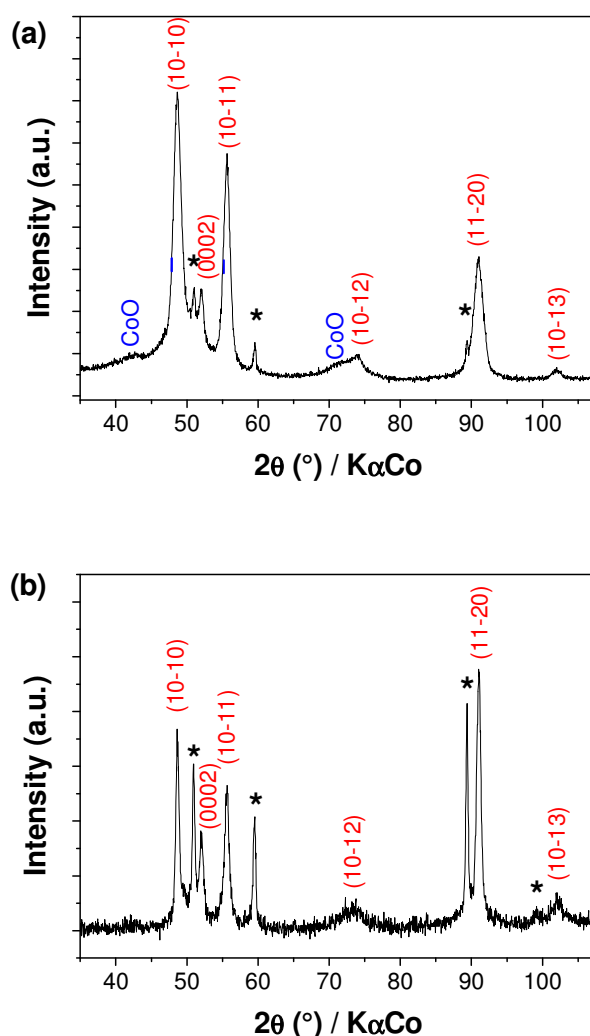 (a)
Intensity (a.u.)
CoO
(10-10)
*
(0002)
(10-11)
*
CoO
(10-12)
*
(11-20)
(10-13)
40 50 60 70 80 90 100
2θ (°) / KαCo
(b)
Intensity (a.u.)
(10-10)
*
(0002)
(10-11)
*
(10-12)
*
(11-20)
*
(10-13)
40 50 60 70 80 90 100
2θ (°) / KαCo